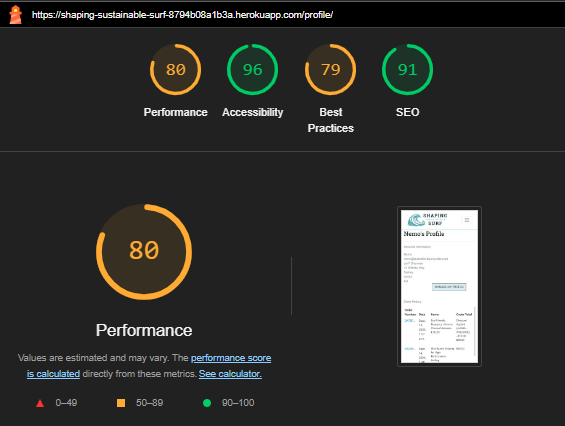 https://shaping-sustainable-surf-8794b08a1b3a.herokuapp.com/profile/
80
96
79
91
Performance
Accessibility
Best
Practices
SEO
80
Performance
Values are estimated and may vary. The performance score
is calculated directly from these metrics. See calculator.
0–49
50–89
90–100
SHAPING
SURF
Nemo's Profile